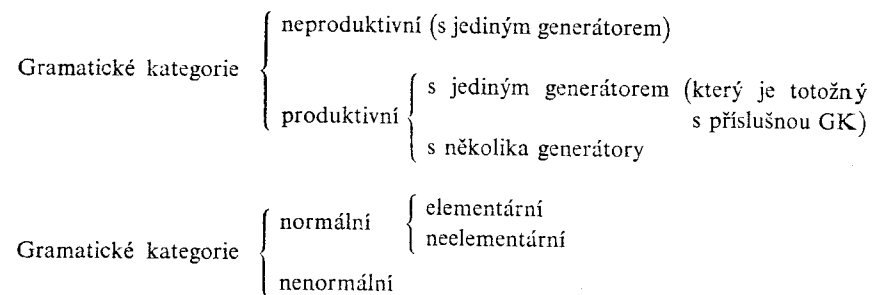 neproduktivní (s jediným generátorem)
Gramatické kategorie
s jediným generátorem (který je totožný
s příslušnou GK)
produktivní
s několika generátory
elementární
normální
neelementární
Gramatické kategorie
nenormální